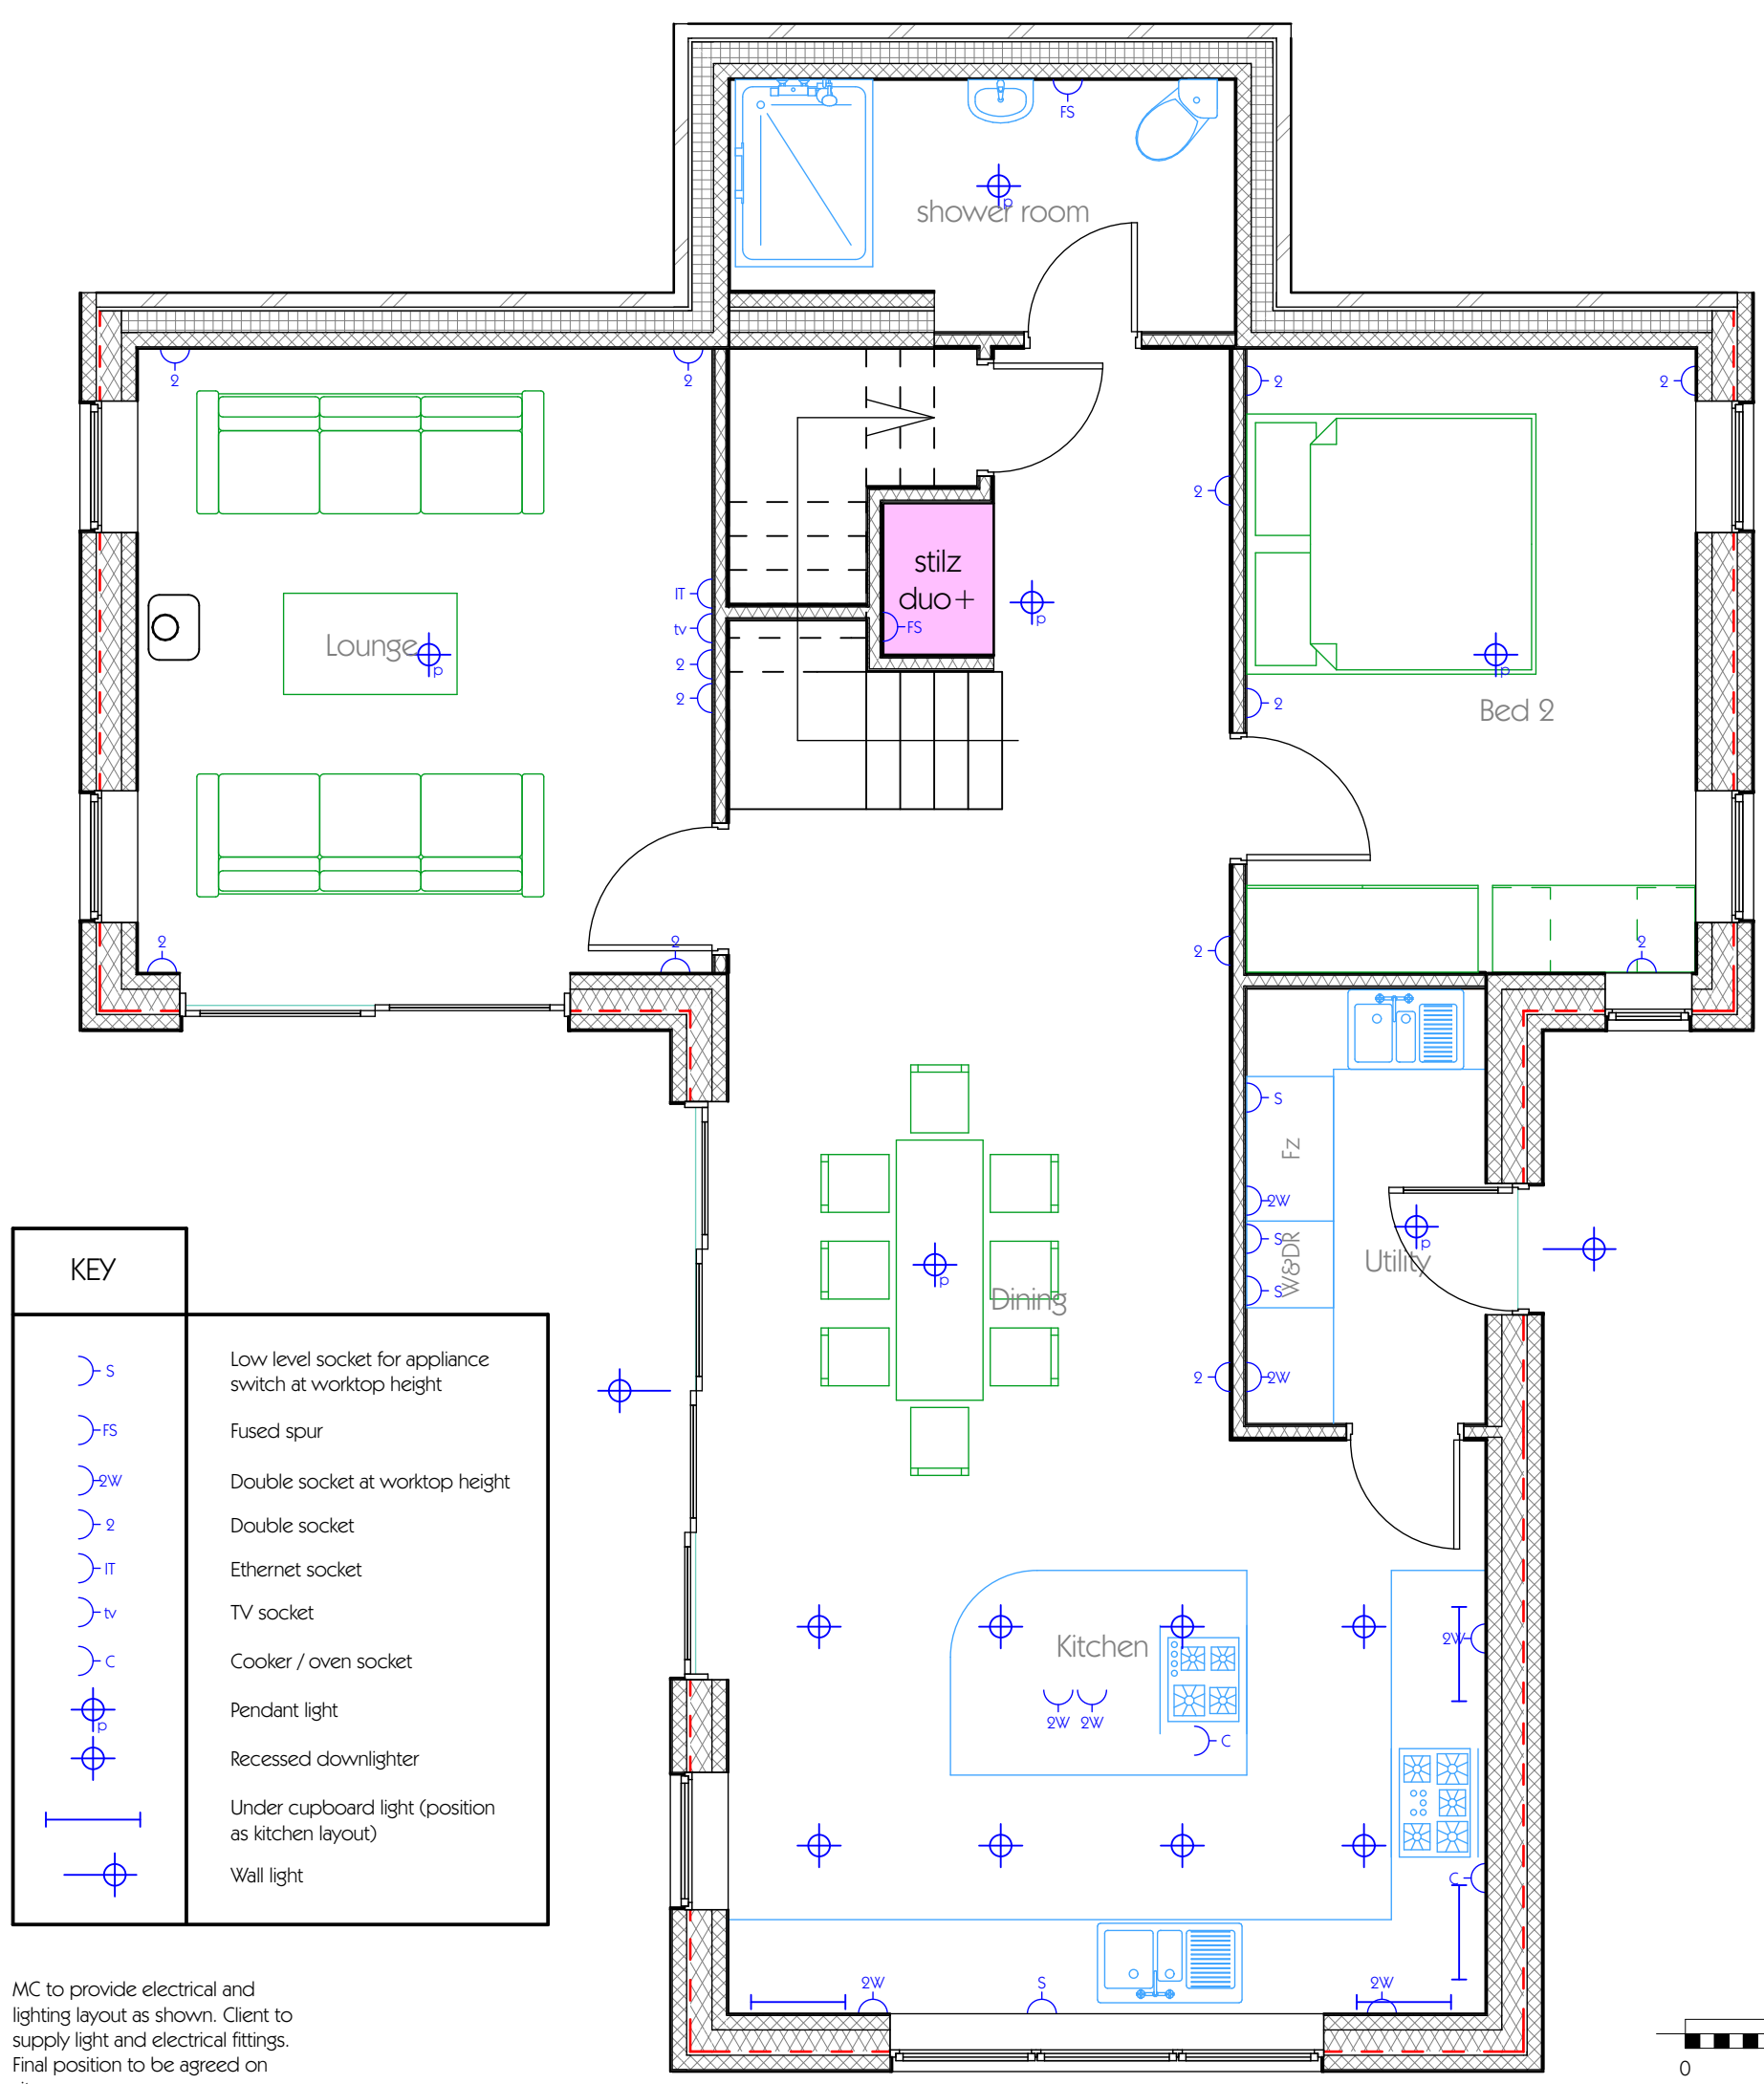 FS
p
shower room
2
2
2
2
2
stilz
duo+
IT
p
tv
FS
Lounge
p
2
p
2
2
Bed 2
2
2
2
2
S
Fz
2W
p
S
W&DR
Utility
p
S
Dining
2
2W
KEY
S
Low level socket for appliance
switch at worktop height
FS
Fused spur
2W
Double socket at worktop height
2
Double socket
IT
Ethernet socket
tv
TV socket
C
Cooker / oven socket
p
Pendant light
Recessed downlighter
Under cupboard light (position
as kitchen layout)
Wall light
Kitchen
2W
2W
2W
C
C
2W
S
2W
MC to provide electrical and
lighting layout as shown. Client to
supply light and electrical fittings.
Final position to be agreed on
0